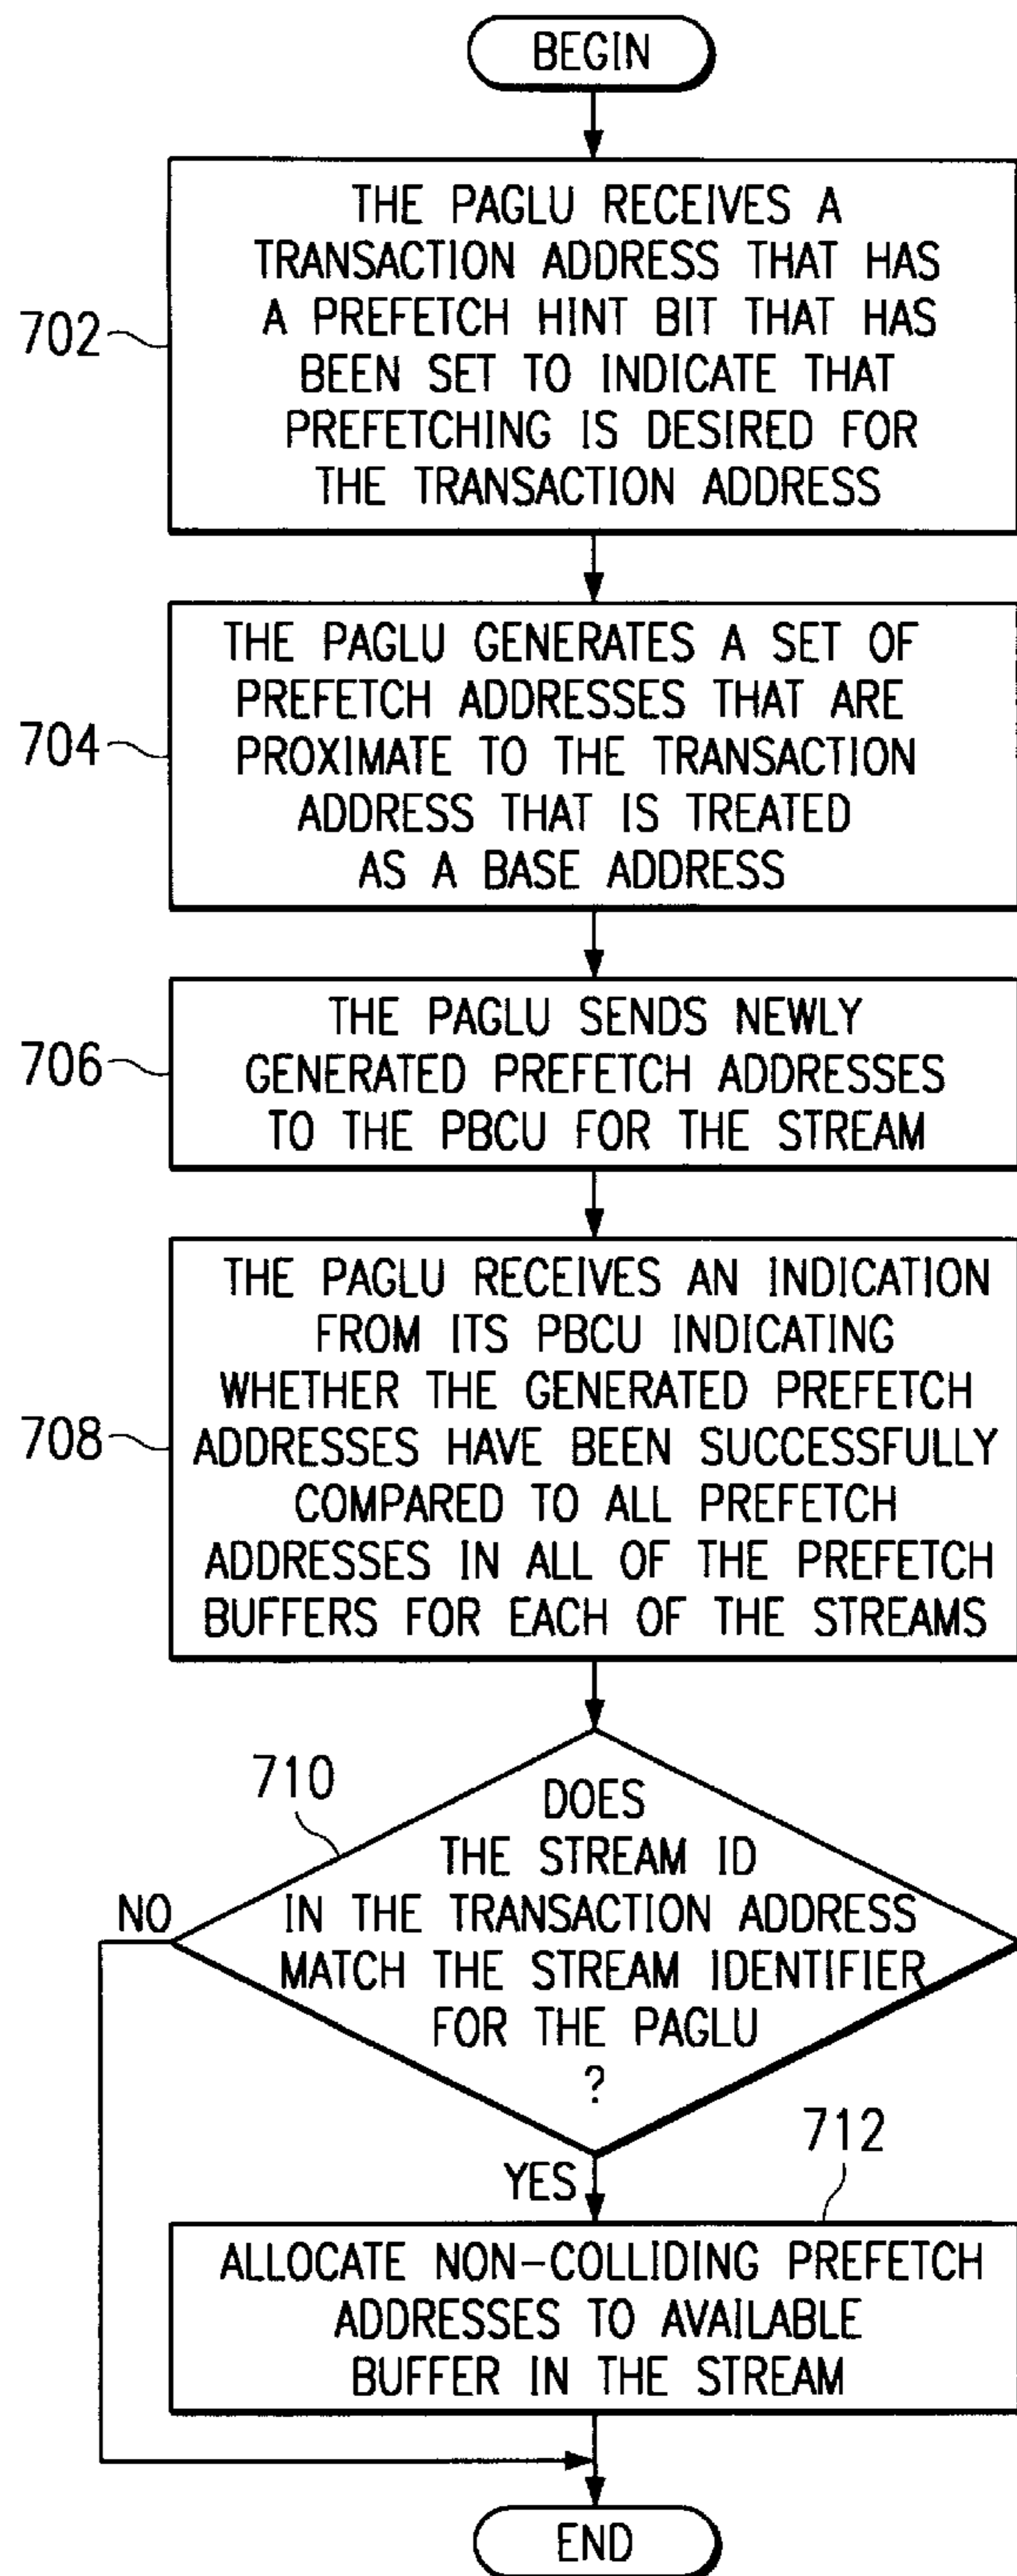 BEGIN
702
THE PAGLU RECEIVES A
TRANSACTION ADDRESS THAT HAS
A PREFETCH HINT BIT THAT HAS
BEEN SET TO INDICATE THAT
PREFETCHING IS DESIRED FOR
THE TRANSACTION ADDRESS
704
THE PAGLU GENERATES A SET OF
PREFETCH ADDRESSES THAT ARE
PROXIMATE TO THE TRANSACTION
ADDRESS THAT IS TREATED
AS A BASE ADDRESS
706
THE PAGLU SENDS NEWLY
GENERATED PREFETCH ADDRESSES
TO THE PBCU FOR THE STREAM
708
THE PAGLU RECEIVES AN INDICATION
FROM ITS PBCU INDICATING
WHETHER THE GENERATED PREFETCH
ADDRESSES HAVE BEEN SUCCESSFULLY
COMPARED TO ALL PREFETCH
ADDRESSES IN ALL OF THE PREFETCH
BUFFERS FOR EACH OF THE STREAMS
710
DOES
THE STREAM ID
IN THE TRANSACTION ADDRESS
MATCH THE STREAM IDENTIFIER
FOR THE PAGLU
?
NO
YES
712
ALLOCATE NON-COLLIDING PREFETCH
ADDRESSES TO AVAILABLE
BUFFER IN THE STREAM
END